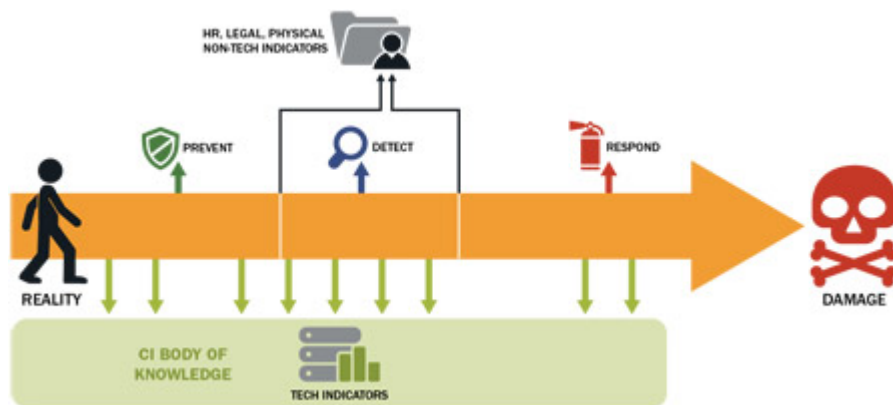 HR, LEGAL, PHYSICAL
NON-TECH INDICATORS
PREVENT
DETECT
RESPOND
REALITY
DAMAGE
CI BODY OF
KNOWLEDGE
TECH INDICATORS